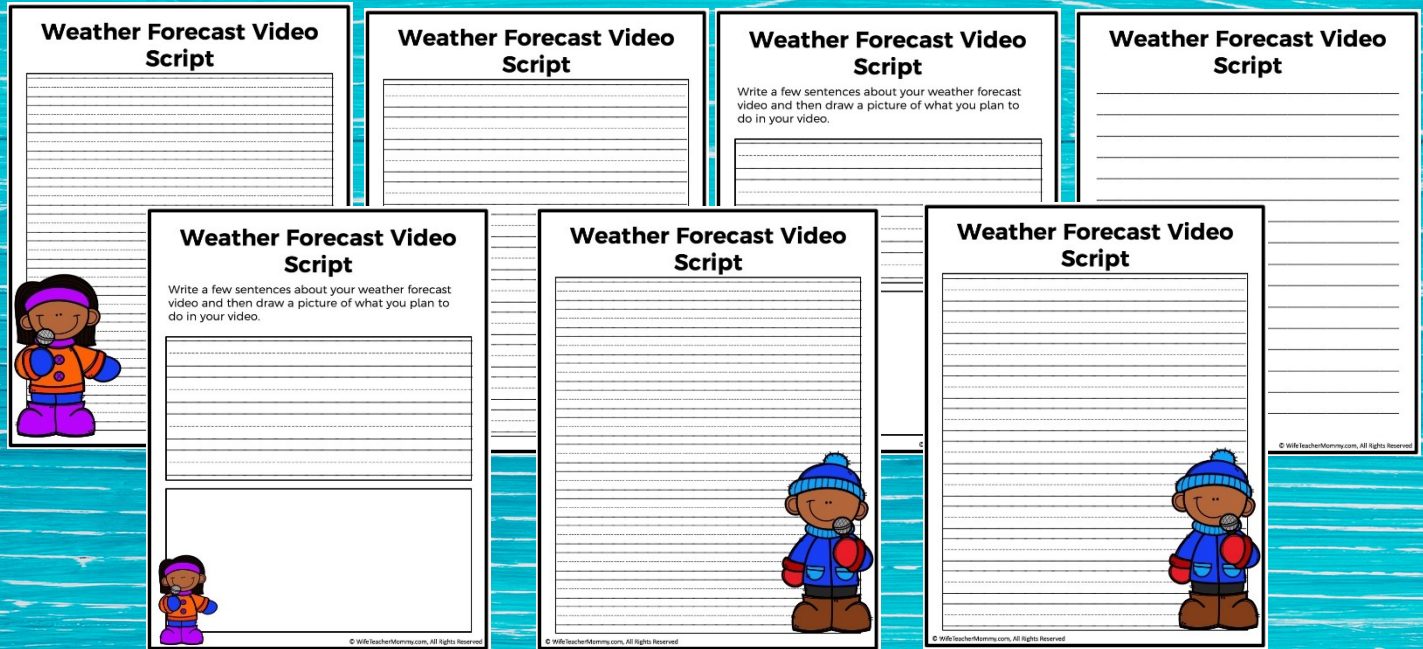 Weather Forecast Video
Script
Weather Forecast Video
Script
Weather Forecast Video
Script
Write a few sentences about your weather forecast
video and then draw a picture of what you plan to
do in your video.
Weather Forecast Video
Script
© WifeTeacherMommy.com, All Rights Reserved
Weather Forecast Video
Script
Write a few sentences about your weather forecast
video and then draw a picture of what you plan to
do in your video.
© WifeTeacherMommy.com, All Rights Reserved
Weather Forecast Video
Script
© WifeTeacherMommy.com, All Rights Reserved
Weather Forecast Video
Script
© WifeTeacherMommy.com, All Rights Reserved